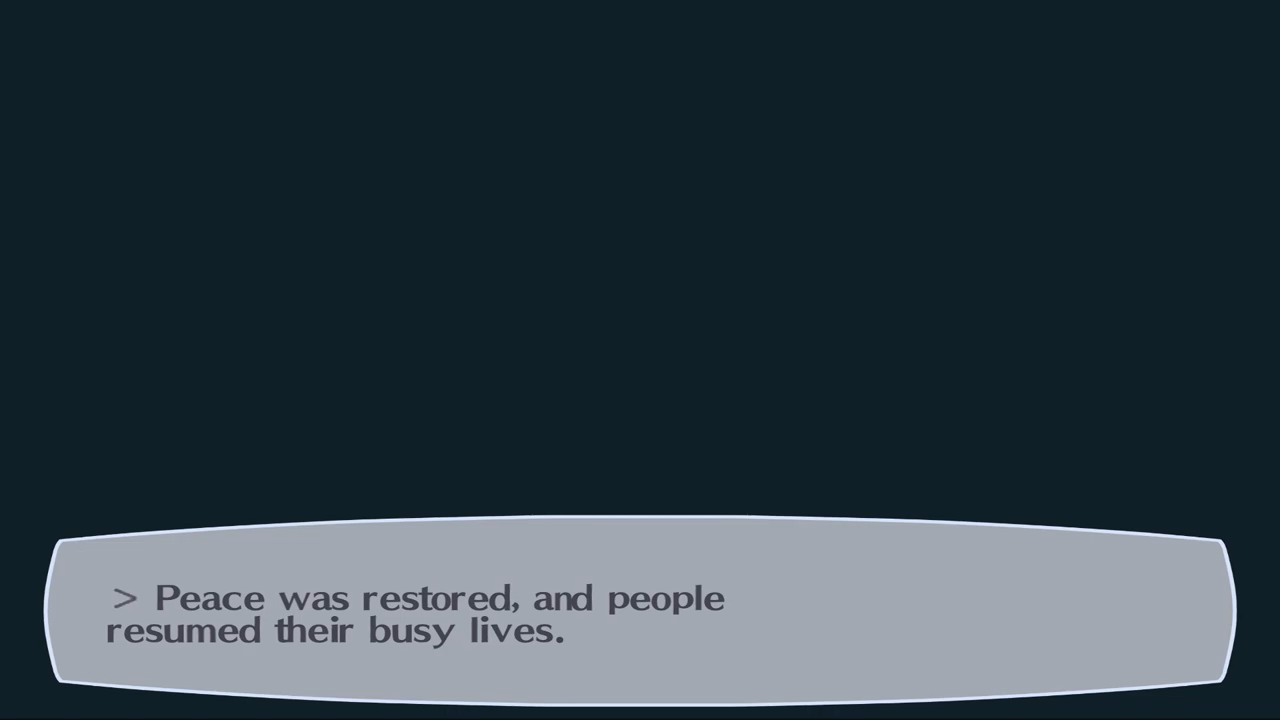 > Peace was restored, and people
resumed their busy lives.